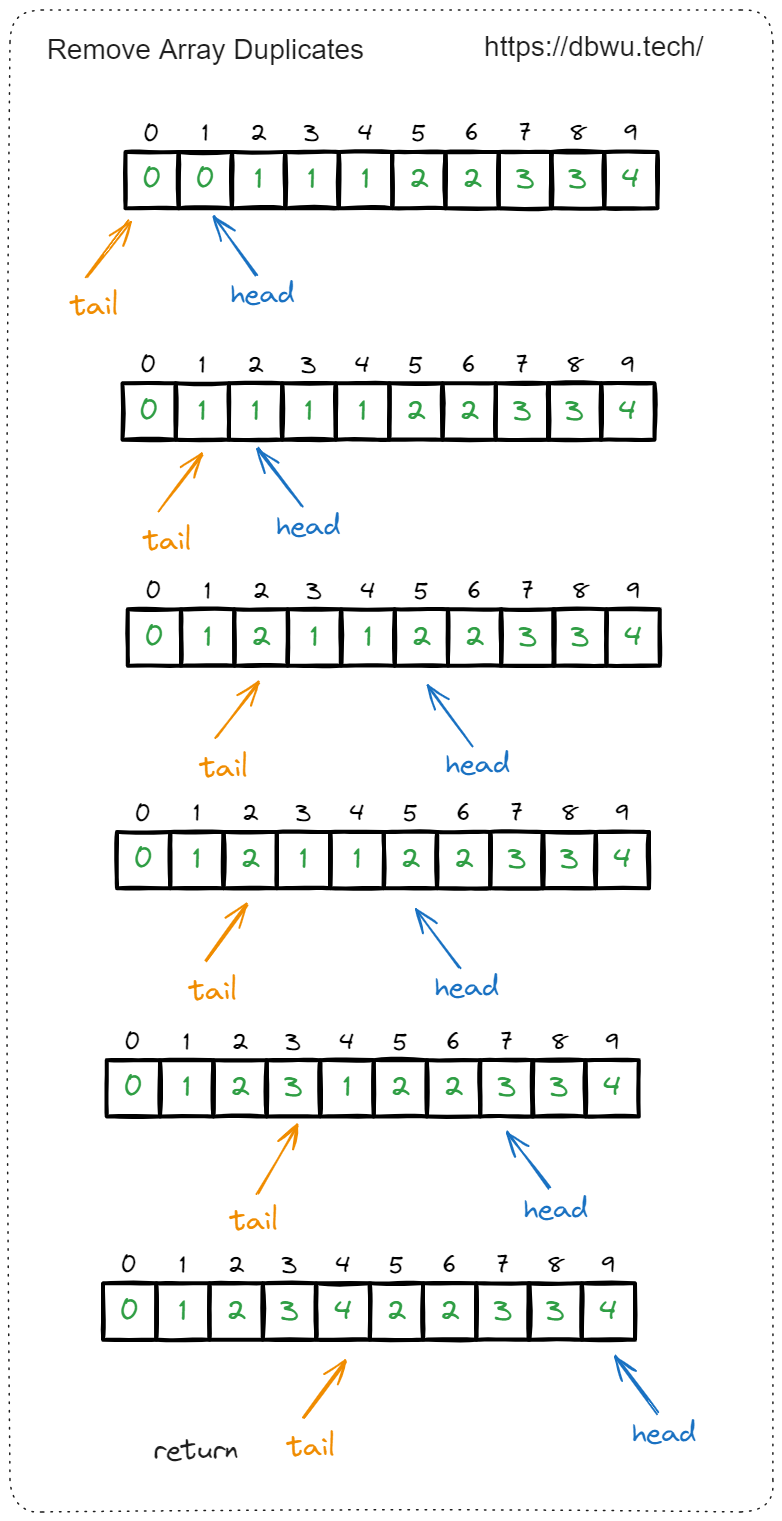 Remove Array Duplicates https://dbwu.tech/
0 1 2 3 4 5 6 7 8 9
0 0 1 1 1 2 2 3 3 4
tail head
0 1 2 3 4 5 6 7 8 9
0 1 1 1 1 2 2 3 3 4
tail head
0 1 2 3 4 5 6 7 8 9
0 1 2 1 1 2 2 3 3 4
tail head
0 1 2 3 4 5 6 7 8 9
0 1 2 1 1 2 2 3 3 4
tail head
0 1 2 3 4 5 6 7 8 9
0 1 2 3 1 2 2 3 3 4
tail head
0 1 2 3 4 5 6 7 8 9
0 1 2 3 4 2 2 3 3 4
return tail head